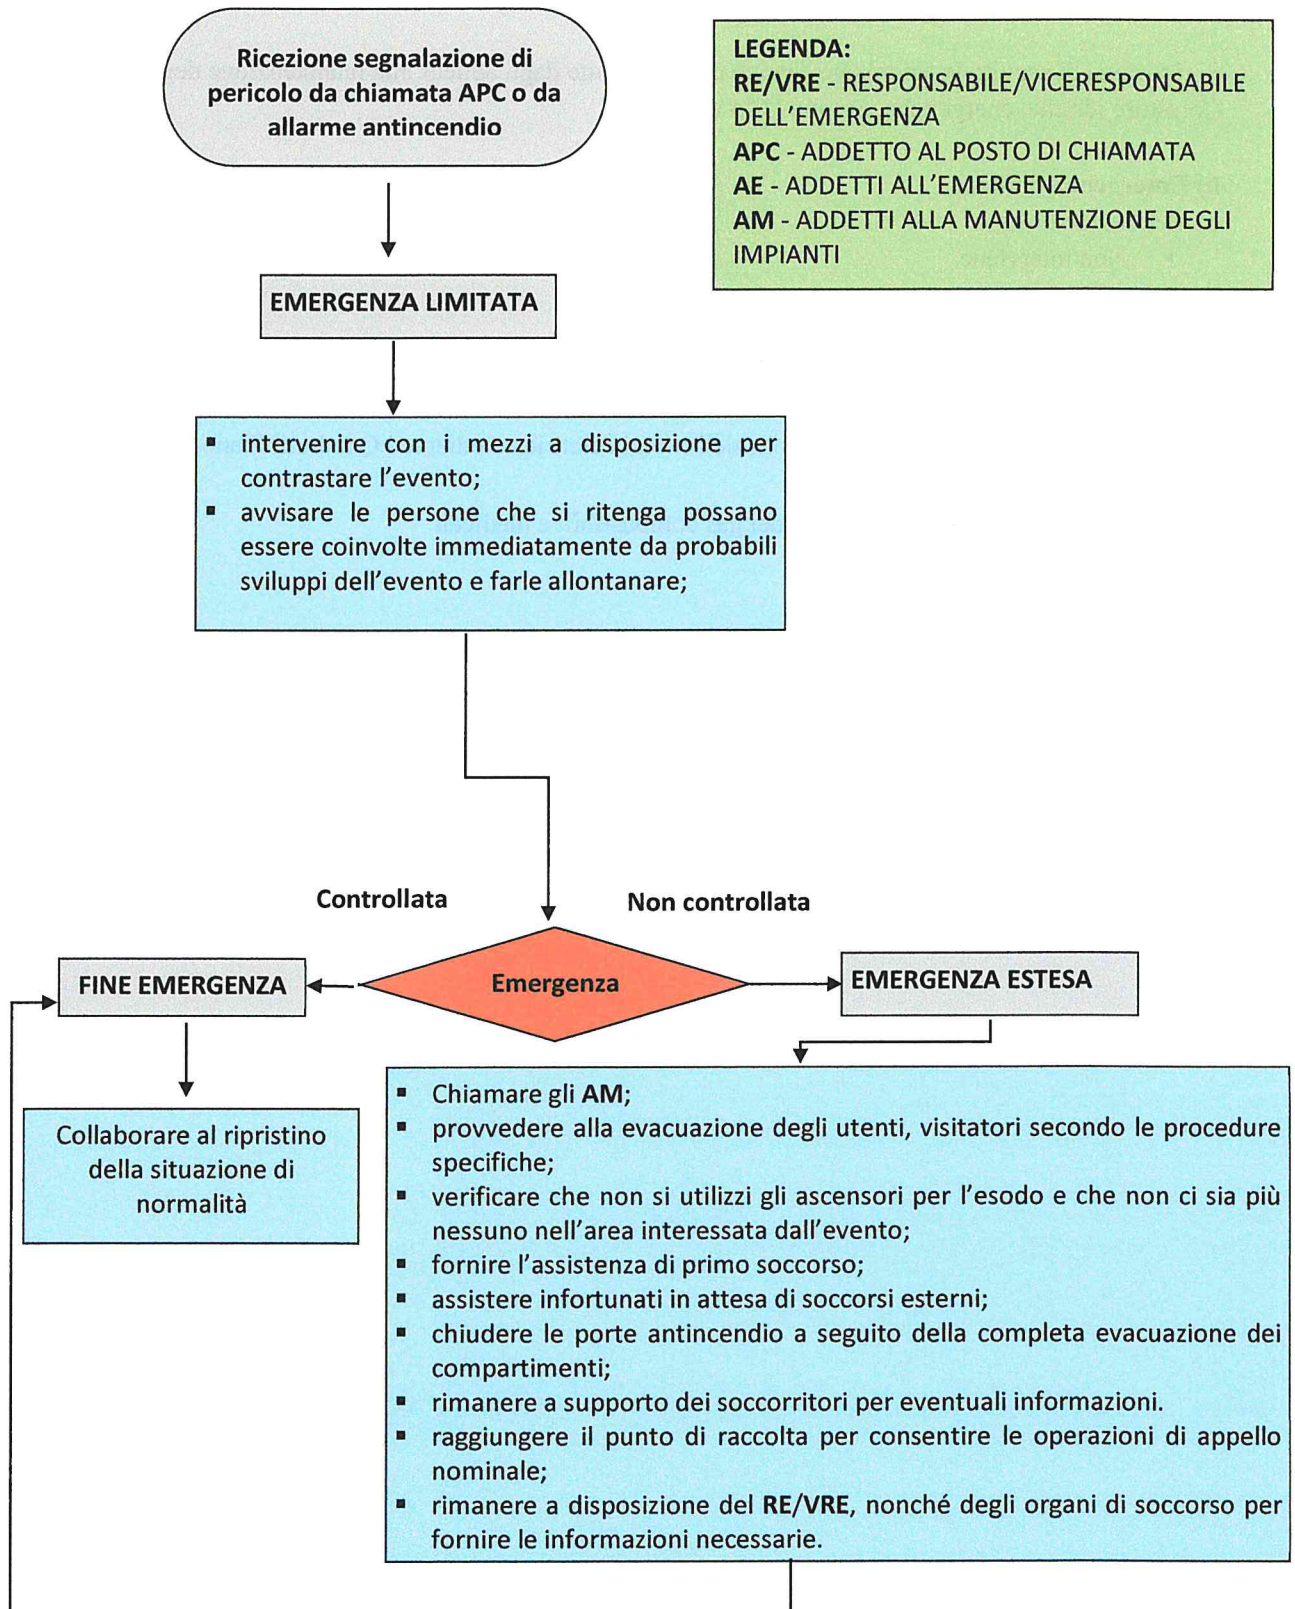 Ricezione segnalazione di
pericolo da chiamata APC o da
allarme antincendio
LEGENDA:
RE/VRE - RESPONSABILE/VICERESPONSABILE
DELL'EMERGENZA
APC - ADDETTO AL POSTO DI CHIAMATA
AE - ADDETTI ALL'EMERGENZA
AM - ADDETTI ALLA MANUTENZIONE DEGLI
IMPIANTI
EMERGENZA LIMITATA
▪ intervenire con i mezzi a disposizione per
contrastare l'evento;
▪ avvisare le persone che si ritenga possano
essere coinvolte immediatamente da probabili
sviluppi dell'evento e farle allontanare;
Controllata
Non controllata
FINE EMERGENZA
Emergenza
EMERGENZA ESTESA
Collaborare al ripristino
della situazione di
normalità
▪ Chiamare gli AM;
▪ provvedere alla evacuazione degli utenti, visitatori secondo le procedure
specifiche;
▪ verificare che non si utilizzi gli ascensori per l'esodo e che non ci sia più
nessuno nell'area interessata dall'evento;
▪ fornire l'assistenza di primo soccorso;
▪ assistere infortunati in attesa di soccorsi esterni;
▪ chiudere le porte antincendio a seguito della completa evacuazione dei
compartimenti;
▪ rimanere a supporto dei soccorritori per eventuali informazioni.
▪ raggiungere il punto di raccolta per consentire le operazioni di appello
nominale;
▪ rimanere a disposizione del RE/VRE, nonché degli organi di soccorso per
fornire le informazioni necessarie.